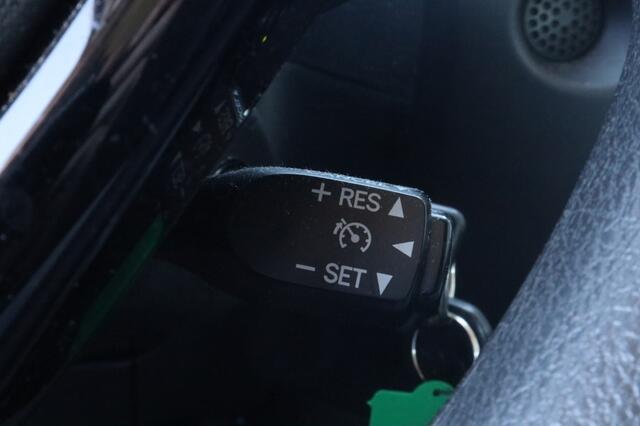 + RES
− SET